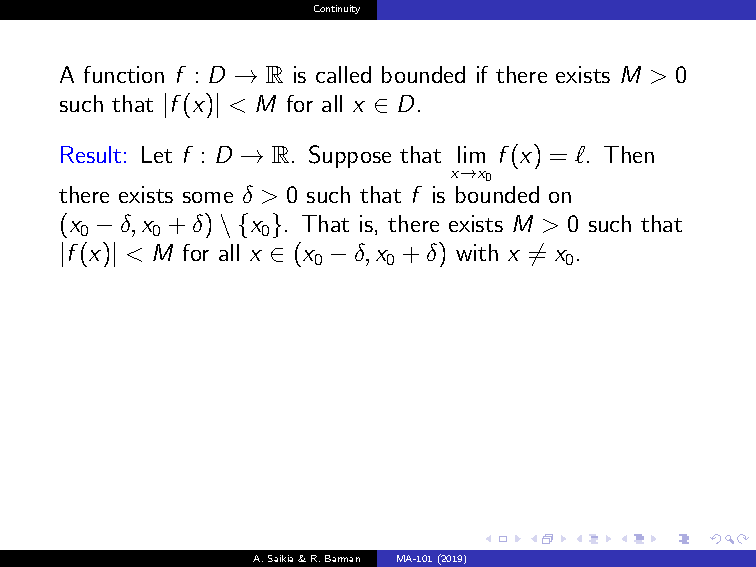 Continuity
A function f : D → ℝ is called bounded if there exists M > 0
such that |f(x)| < M for all x ∈ D.
Result: Let f : D → ℝ. Suppose that lim f(x) = ℓ. Then
x→x₀
there exists some δ > 0 such that f is bounded on
(x₀ − δ, x₀ + δ) \ {x₀}. That is, there exists M > 0 such that
|f(x)| < M for all x ∈ (x₀ − δ, x₀ + δ) with x ≠ x₀.
A. Saikia & R. Barman MA-101 (2019)